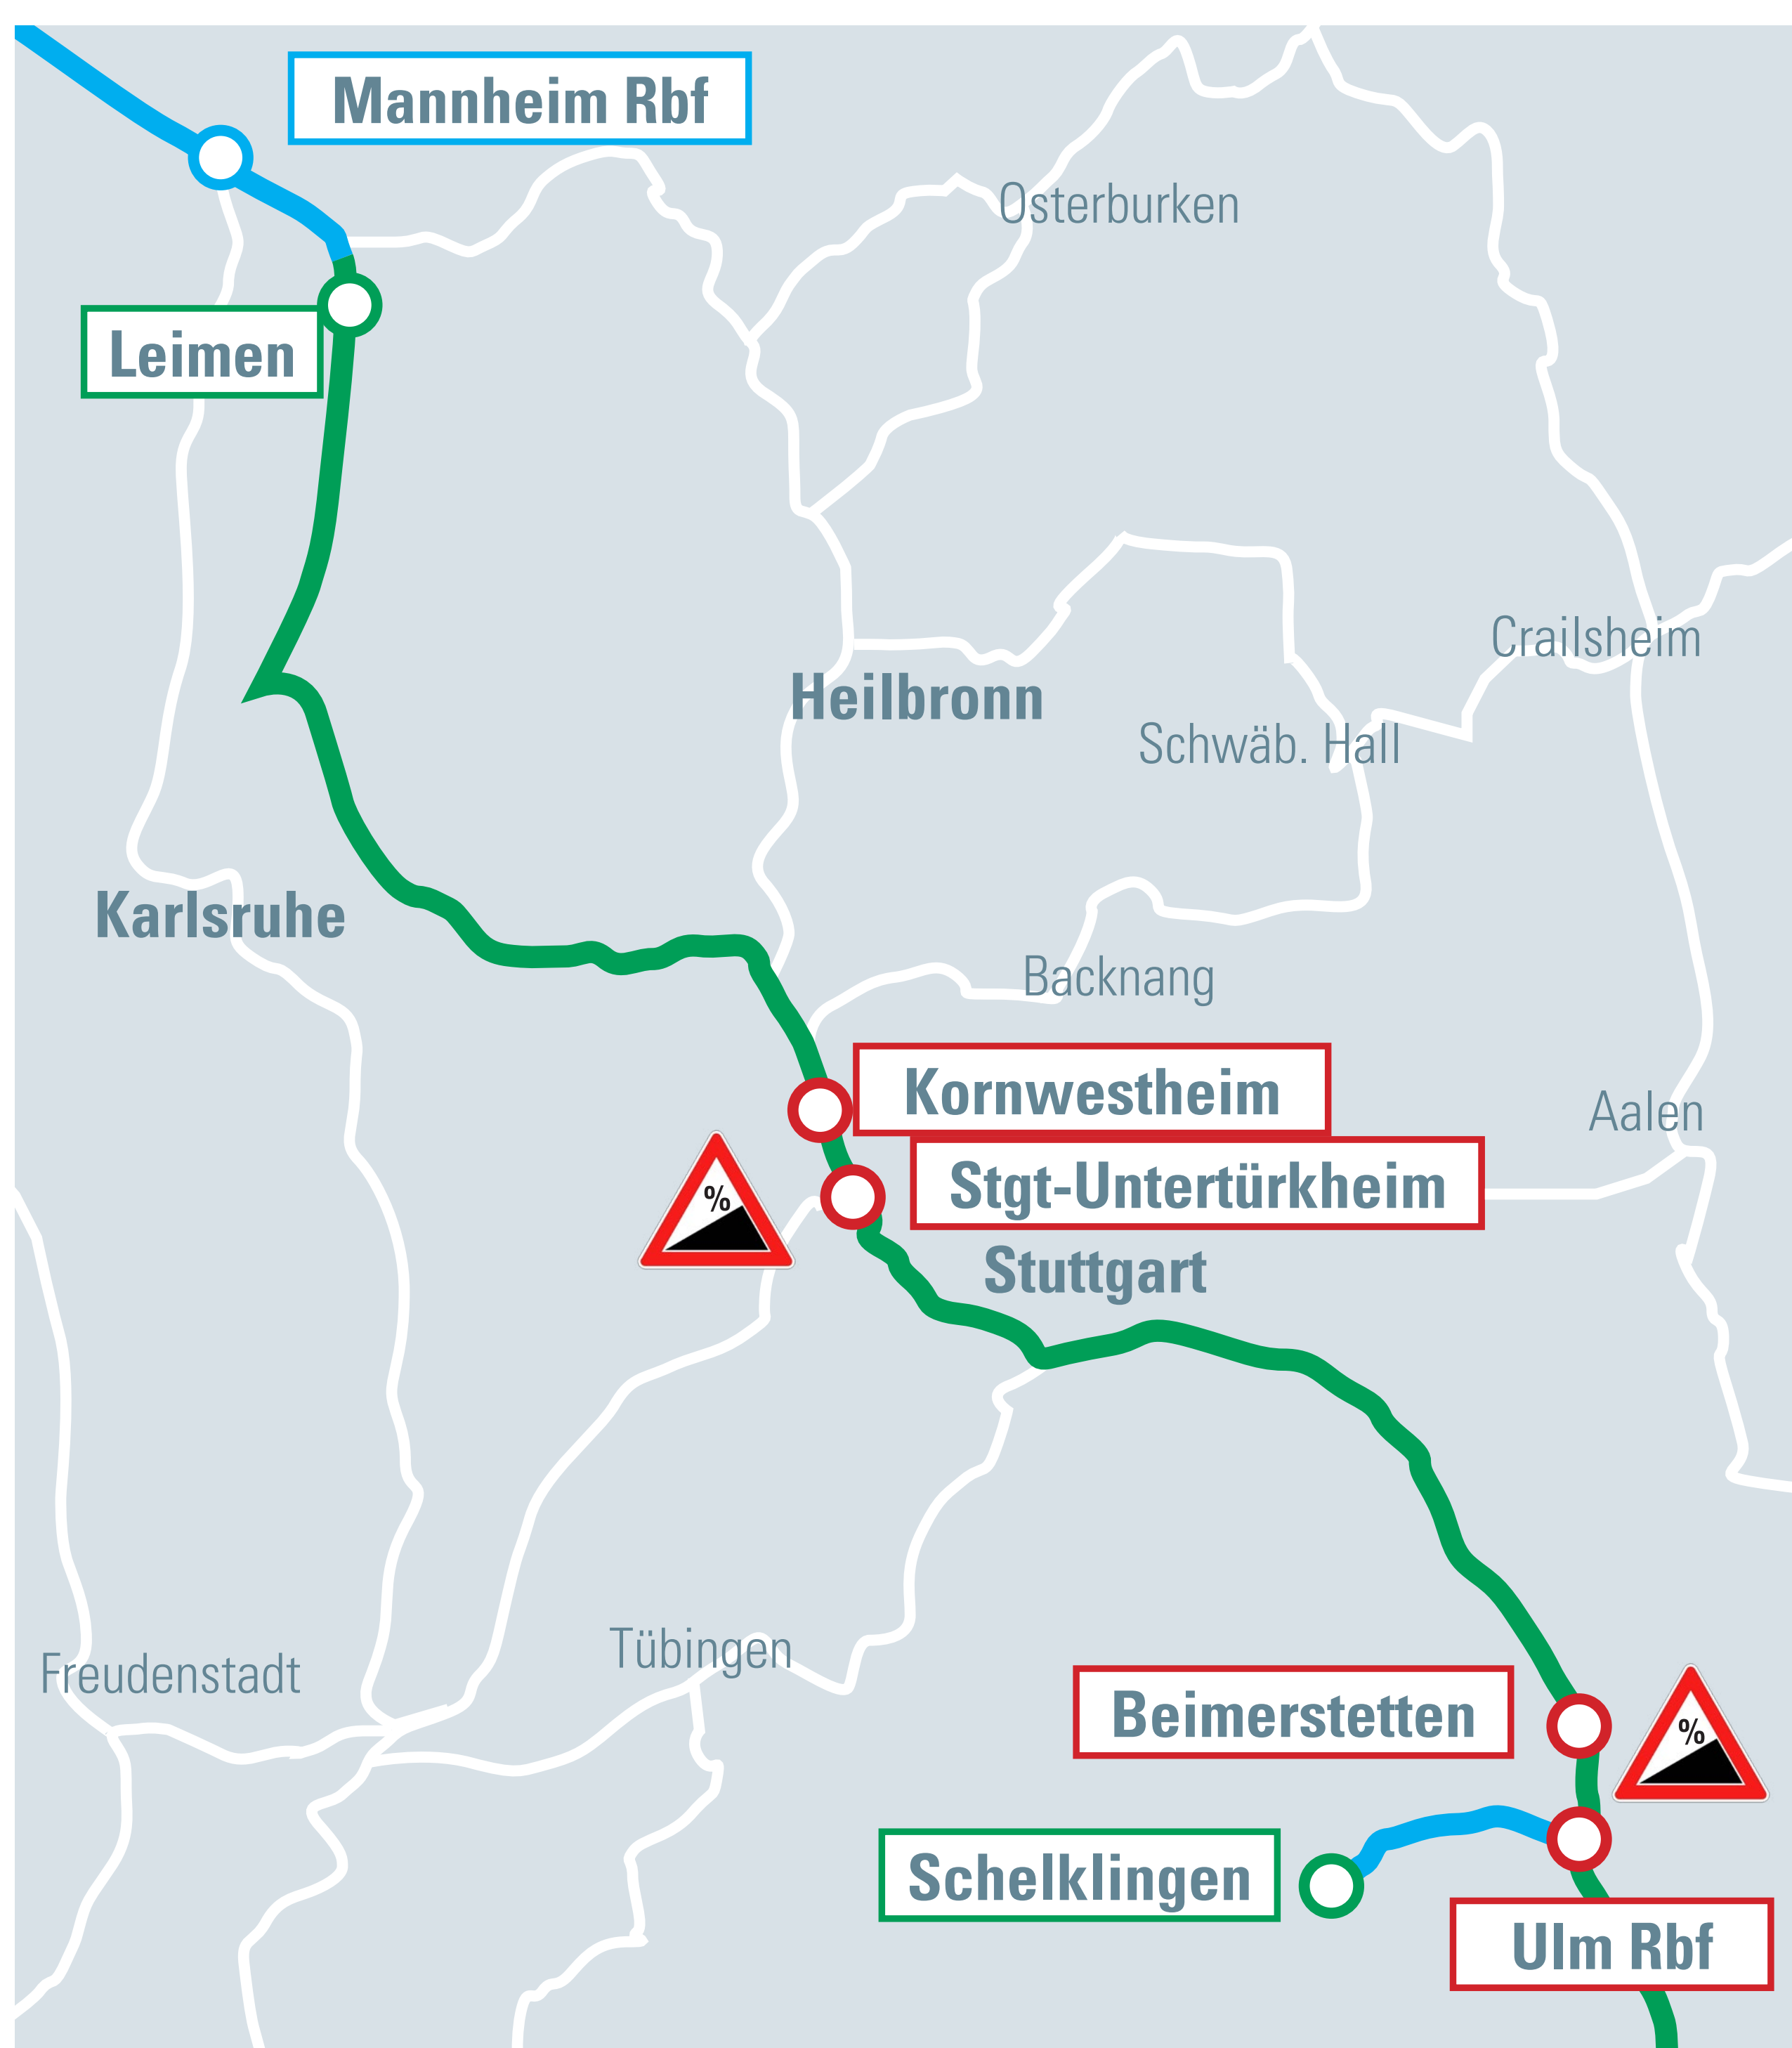 Mannheim Rbf
Osterburken
Leimen
Crailsheim
Heilbronn
Schwäb. Hall
Karlsruhe
Backnang
Kornwestheim
Aalen
Stgt-Untertürkheim
%
Stuttgart
Tübingen
Freudenstadt
Beimerstetten
%
Schelklingen
Ulm Rbf